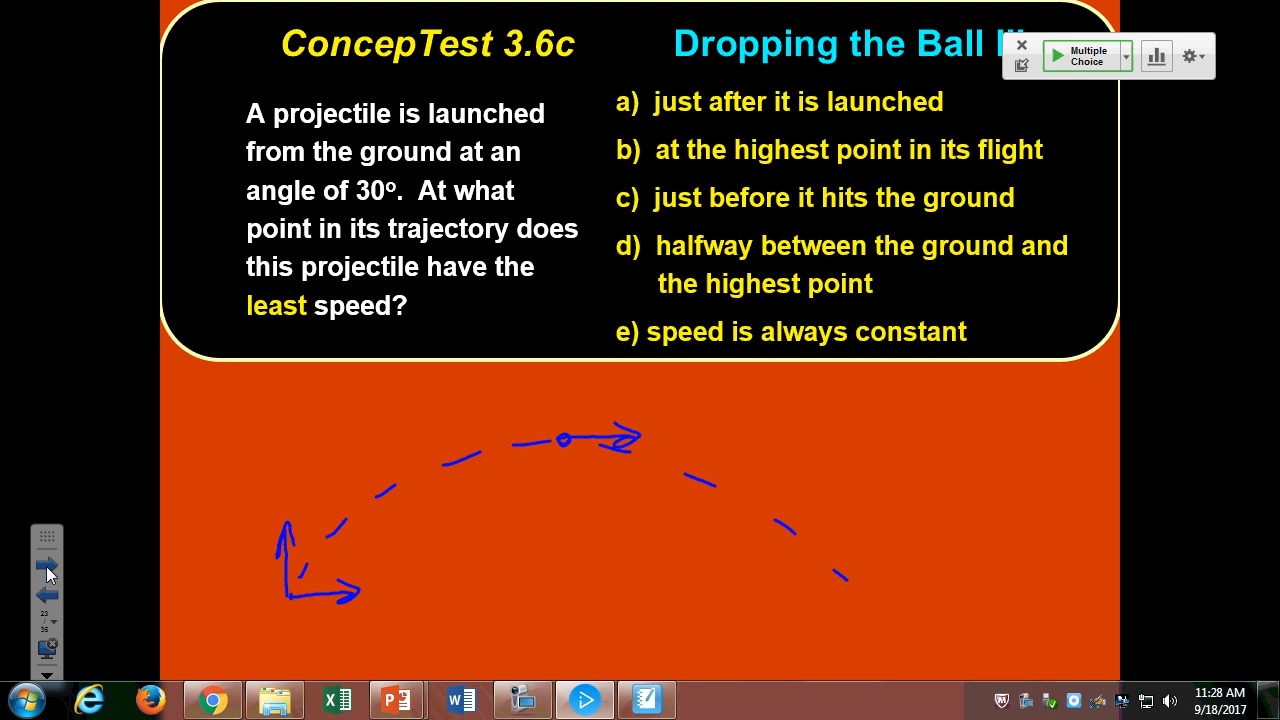 ConcepTest 3.6c
Dropping the Ball
Multiple
Choice
A projectile is launched
from the ground at an
angle of 30º. At what
point in its trajectory does
this projectile have the
least speed?
a) just after it is launched
b) at the highest point in its flight
c) just before it hits the ground
d) halfway between the ground and
the highest point
e) speed is always constant
23
/
36
11:28 AM
9/18/2017